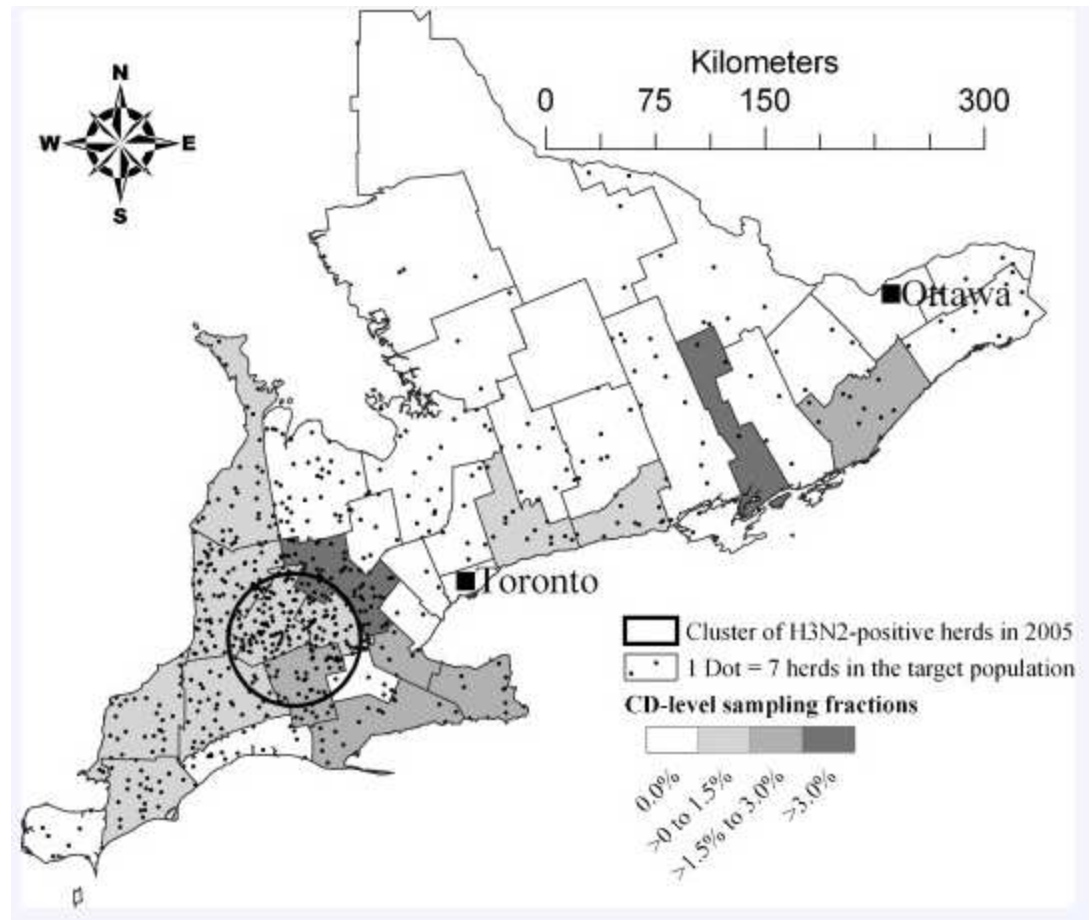 N
W E
S
Kilometers
0 75 150 300
Ottawa
Toronto
Cluster of H3N2-positive herds in 2005
1 Dot = 7 herds in the target population
CD-level sampling fractions
0.0%
>0 to 1.5%
>1.5% to 3.0%
>3.0%